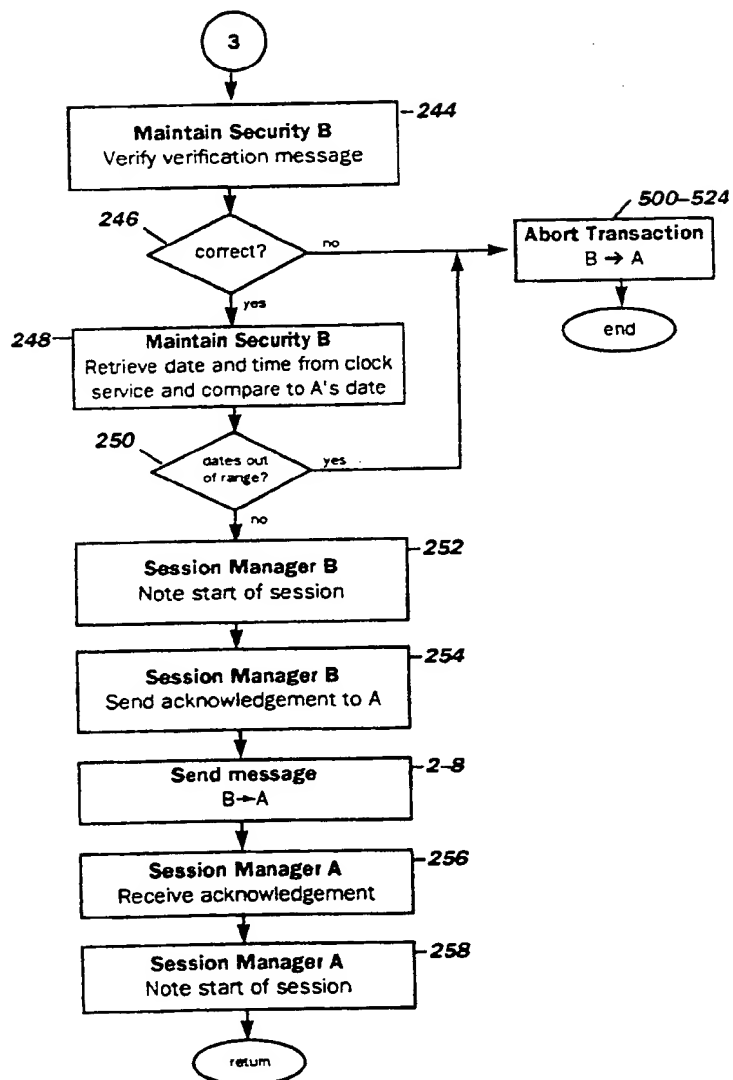 3
244
Maintain Security B
Verify verification message
246
correct?
no
yes
500-524
Abort Transaction
B → A
end
248
Maintain Security B
Retrieve date and time from clock
service and compare to A's date
250
dates out
of range?
yes
no
252
Session Manager B
Note start of session
254
Session Manager B
Send acknowledgement to A
2-8
Send message
B→A
256
Session Manager A
Receive acknowledgement
258
Session Manager A
Note start of session
return